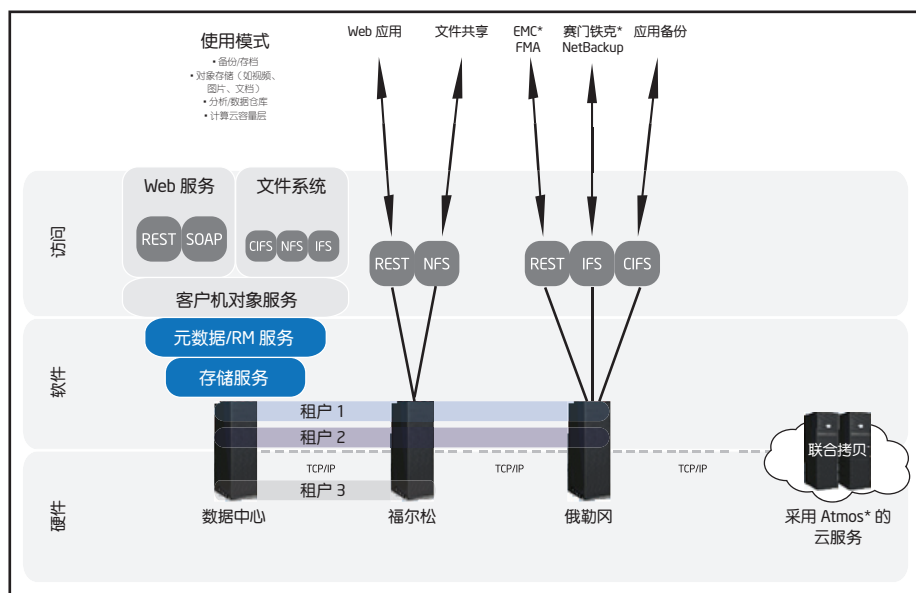 使用模式
• 备份/存档
• 对象存储（如视频、
图片、文档）
• 分析/数据仓库
• 计算云容量层
Web 应用
文件共享
EMC*
FMA
赛门铁克*
NetBackup
应用备份
访问
Web 服务
文件系统
REST
SOAP
CIFS
NFS
IFS
REST
NFS
REST
IFS
CIFS
客户机对象服务
软件
元数据/RM 服务
存储服务
租户 1
租户 2
联合拷贝
硬件
TCP/IP
TCP/IP
TCP/IP
租户 3
数据中心
福尔松
俄勒冈
采用 Atmos* 的
云服务